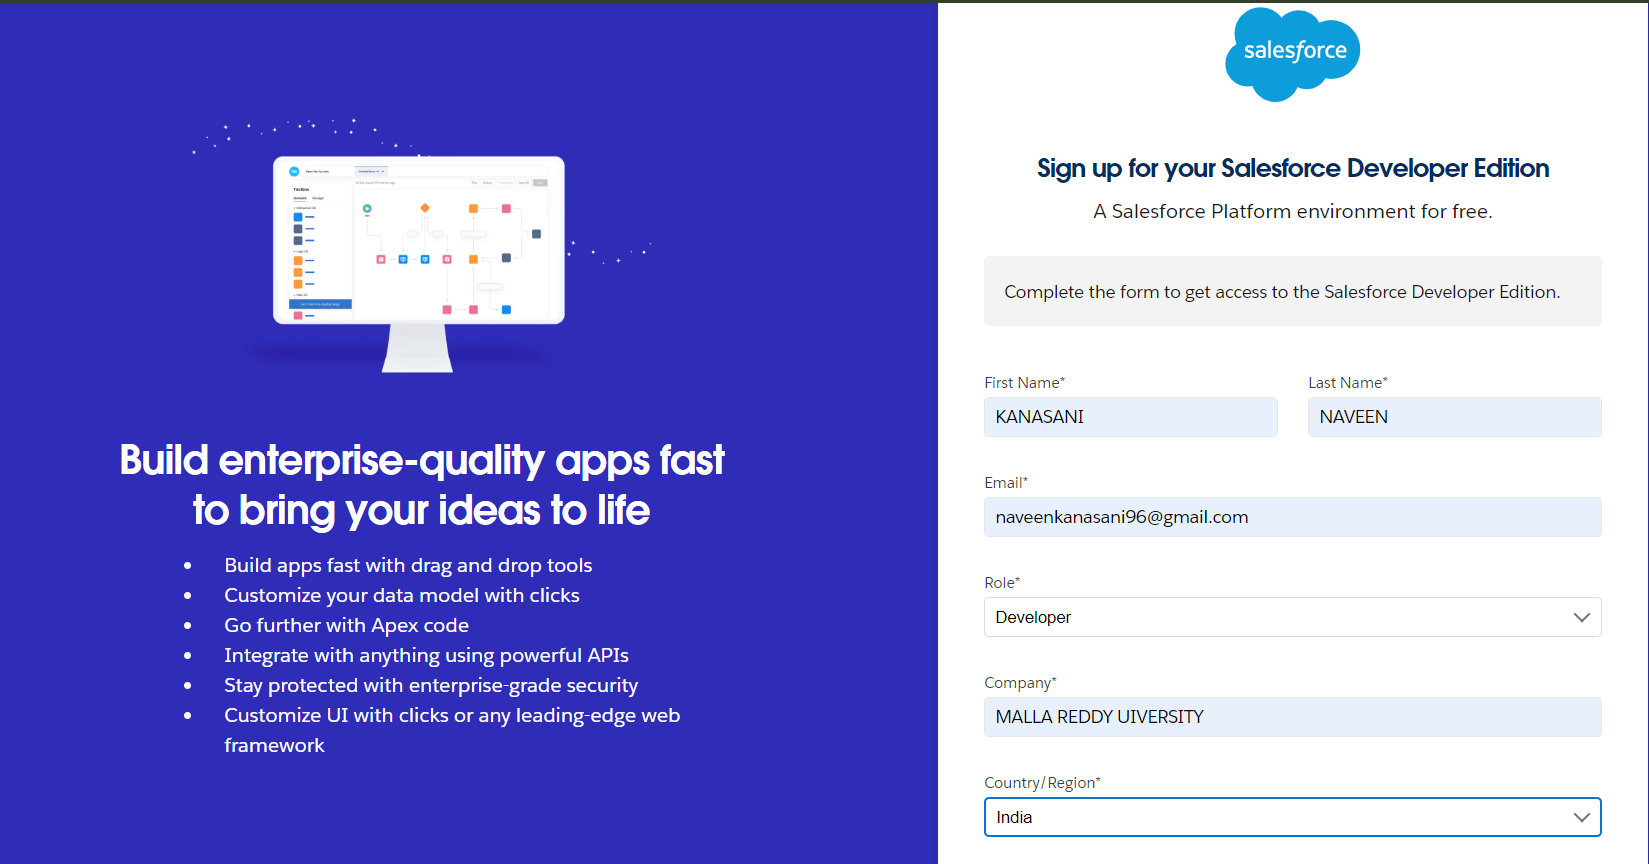 salesforce
Sign up for your Salesforce Developer Edition
A Salesforce Platform environment for free.
Complete the form to get access to the Salesforce Developer Edition.
First Name*
Last Name*
KANASANI
NAVEEN
Email*
naveenkanasani96@gmail.com
Role*
Developer
Company*
MALLA REDDY UIVERSITY
Country/Region*
India
Toolbox
Elements Manager
Build enterprise-quality apps fast
to bring your ideas to life
• Build apps fast with drag and drop tools
• Customize your data model with clicks
• Go further with Apex code
• Integrate with anything using powerful APIs
• Stay protected with enterprise-grade security
• Customize UI with clicks or any leading-edge web
framework